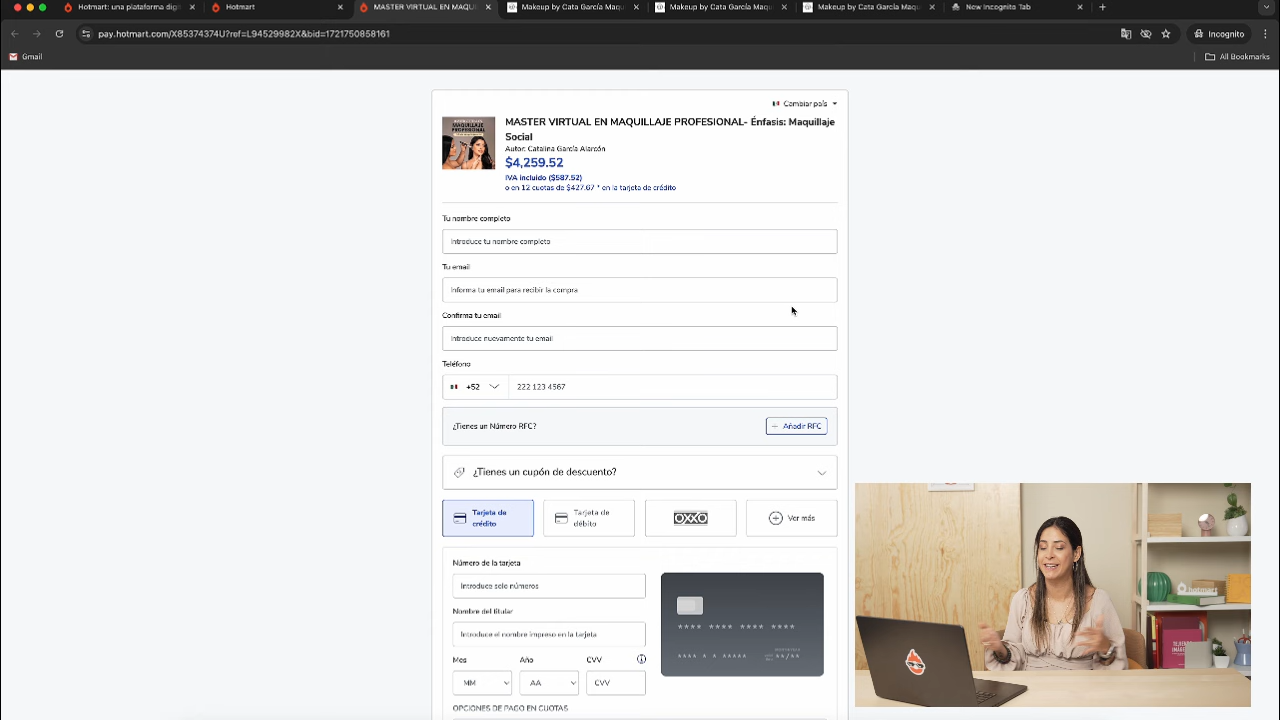 Hotmart: una plataforma digi
Hotmart
MASTER VIRTUAL EN MAQUI
Makeup by Cata García Maqu
Makeup by Cata García Maqu
Makeup by Cata García Maqu
New Incognito Tab
pay.hotmart.com/X85374374U?ref=L94529982X&bid=1721750858161
Incognito
Gmail
All Bookmarks
Cambiar país
MAQUILLAJE
PROFESIONAL
MASTER VIRTUAL EN MAQUILLAJE PROFESIONAL- Énfasis: Maquillaje
Social
Autor: Catalina García Alarcón
$4,259.52
IVA incluido ($587.52)
o en 12 cuotas de $427.67 * en la tarjeta de crédito
Tu nombre completo
Introduce tu nombre completo
Tu email
Informa tu email para recibir la compra
Confirma tu email
Introduce nuevamente tu email
Teléfono
+52
222 123 4567
¿Tienes un Número RFC?
+ Añadir RFC
¿Tienes un cupón de descuento?
Tarjeta de
crédito
Tarjeta de
débito
OXXO
Ver más
Número de la tarjeta
Introduce solo números
Nombre del titular
Introduce el nombre impreso en la tarjeta
Mes
Año
CVV
MM
AA
CVV
**** **** **** ****
**/**
OPCIONES DE PAGO EN CUOTAS